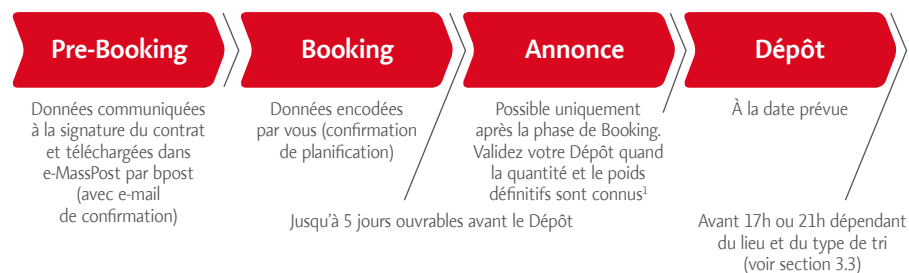 Pre-Booking
Booking
Annonce
Dépôt
Données communiquées
à la signature du contrat
et téléchargées dans
e-MassPost par bpost
(avec e-mail
de confirmation)
Données encodées
par vous (confirmation
de planification)
Possible uniquement
après la phase de Booking.
Validez votre Dépôt quand
la quantité et le poids
définitifs sont connus¹
À la date prévue
Jusqu'à 5 jours ouvrables avant le Dépôt
Avant 17h ou 21h dépendant
du lieu et du type de tri
(voir section 3.3)